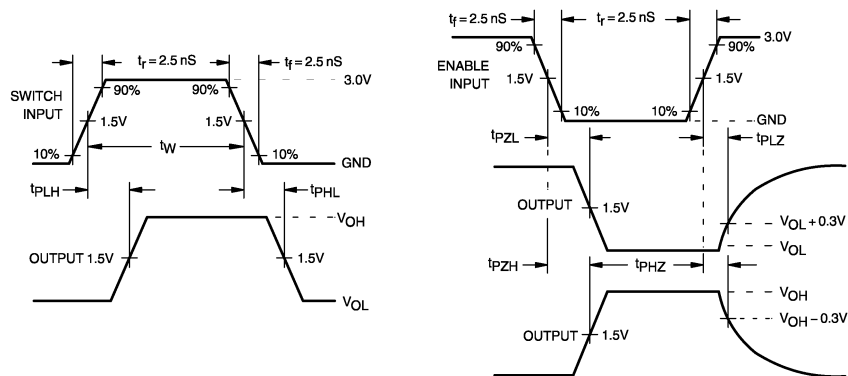 tr = 2.5 nS
tf = 2.5 nS
3.0V
90%
90%
SWITCH
INPUT
1.5V
1.5V
10%
tW
10%
GND
tPLH
tPHL
VOH
OUTPUT 1.5V
1.5V
VOL
tf = 2.5 nS
tr = 2.5 nS
3.0V
90%
90%
ENABLE
INPUT
1.5V
1.5V
10%
10%
GND
tPZL
tPLZ
OUTPUT
1.5V
VOL + 0.3V
VOL
tPZH
tPHZ
VOH
VOH – 0.3V
OUTPUT
1.5V